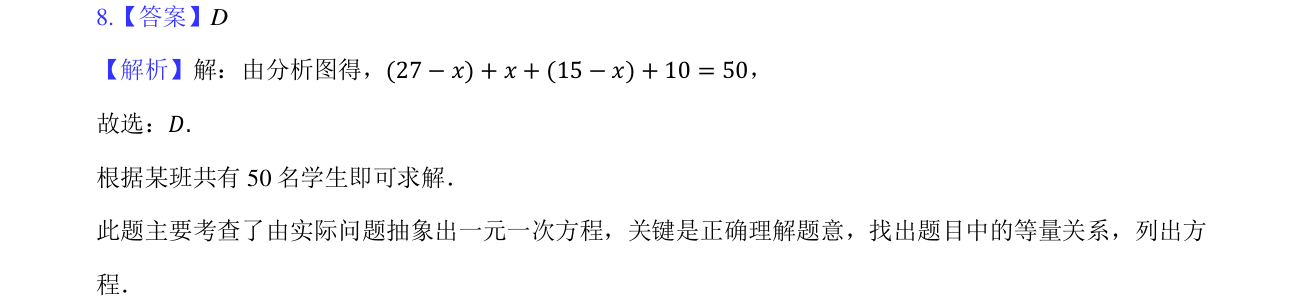 8.【答案】D
【解析】解：由分析图得，(27 − x) + x + (15 − x) + 10 = 50，
故选：D.
根据某班共有 50 名学生即可求解．
此题主要考查了由实际问题抽象出一元一次方程，关键是正确理解题意，找出题目中的等量关系，列出方
程．